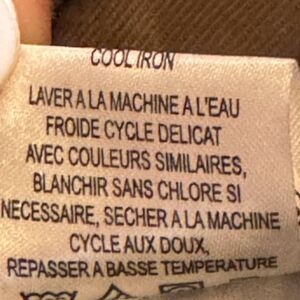 COOL IRON
LAVER A LA MACHINE A L'EAU
FROIDE CYCLE DELICAT
AVEC COULEURS SIMILAIRES,
BLANCHIR SANS CHLORE SI
NECESSAIRE, SECHER A LA MACHINE
CYCLE AUX DOUX,
REPASSER A BASSE TEMPERATURE